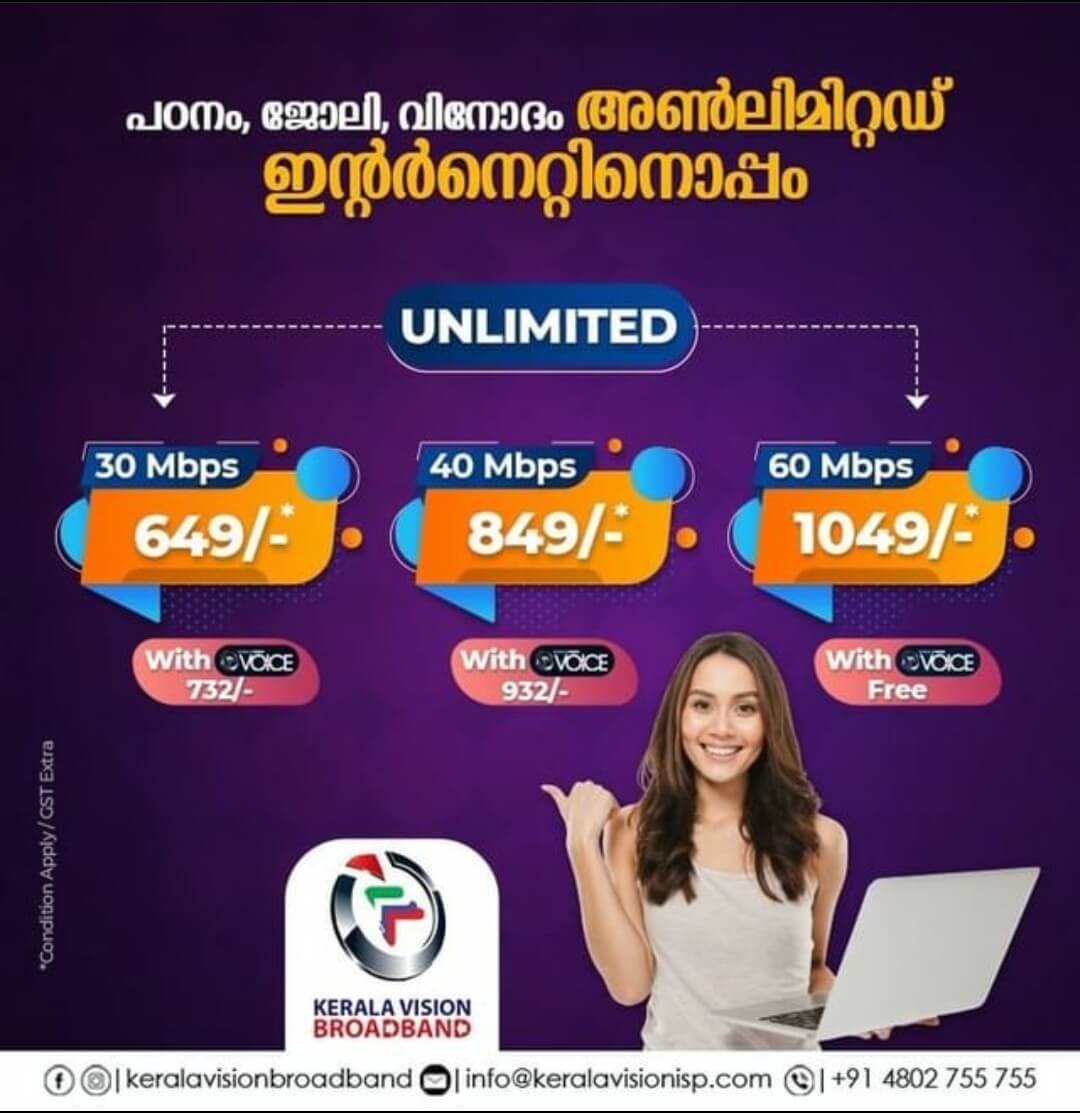 പഠനം, ജോലി, വിനോദം അൺലിമിറ്റഡ്
ഇന്റർനെറ്റിനൊപ്പം
UNLIMITED
30 Mbps
649/-*
With VOICE
732/-
40 Mbps
849/-*
With VOICE
932/-
60 Mbps
1049/-*
With VOICE
Free
*Condition Apply / GST Extra
KERALA VISION
BROADBAND
| keralavisionbroadband | info@keralavisionisp.com | +91 4802 755 755